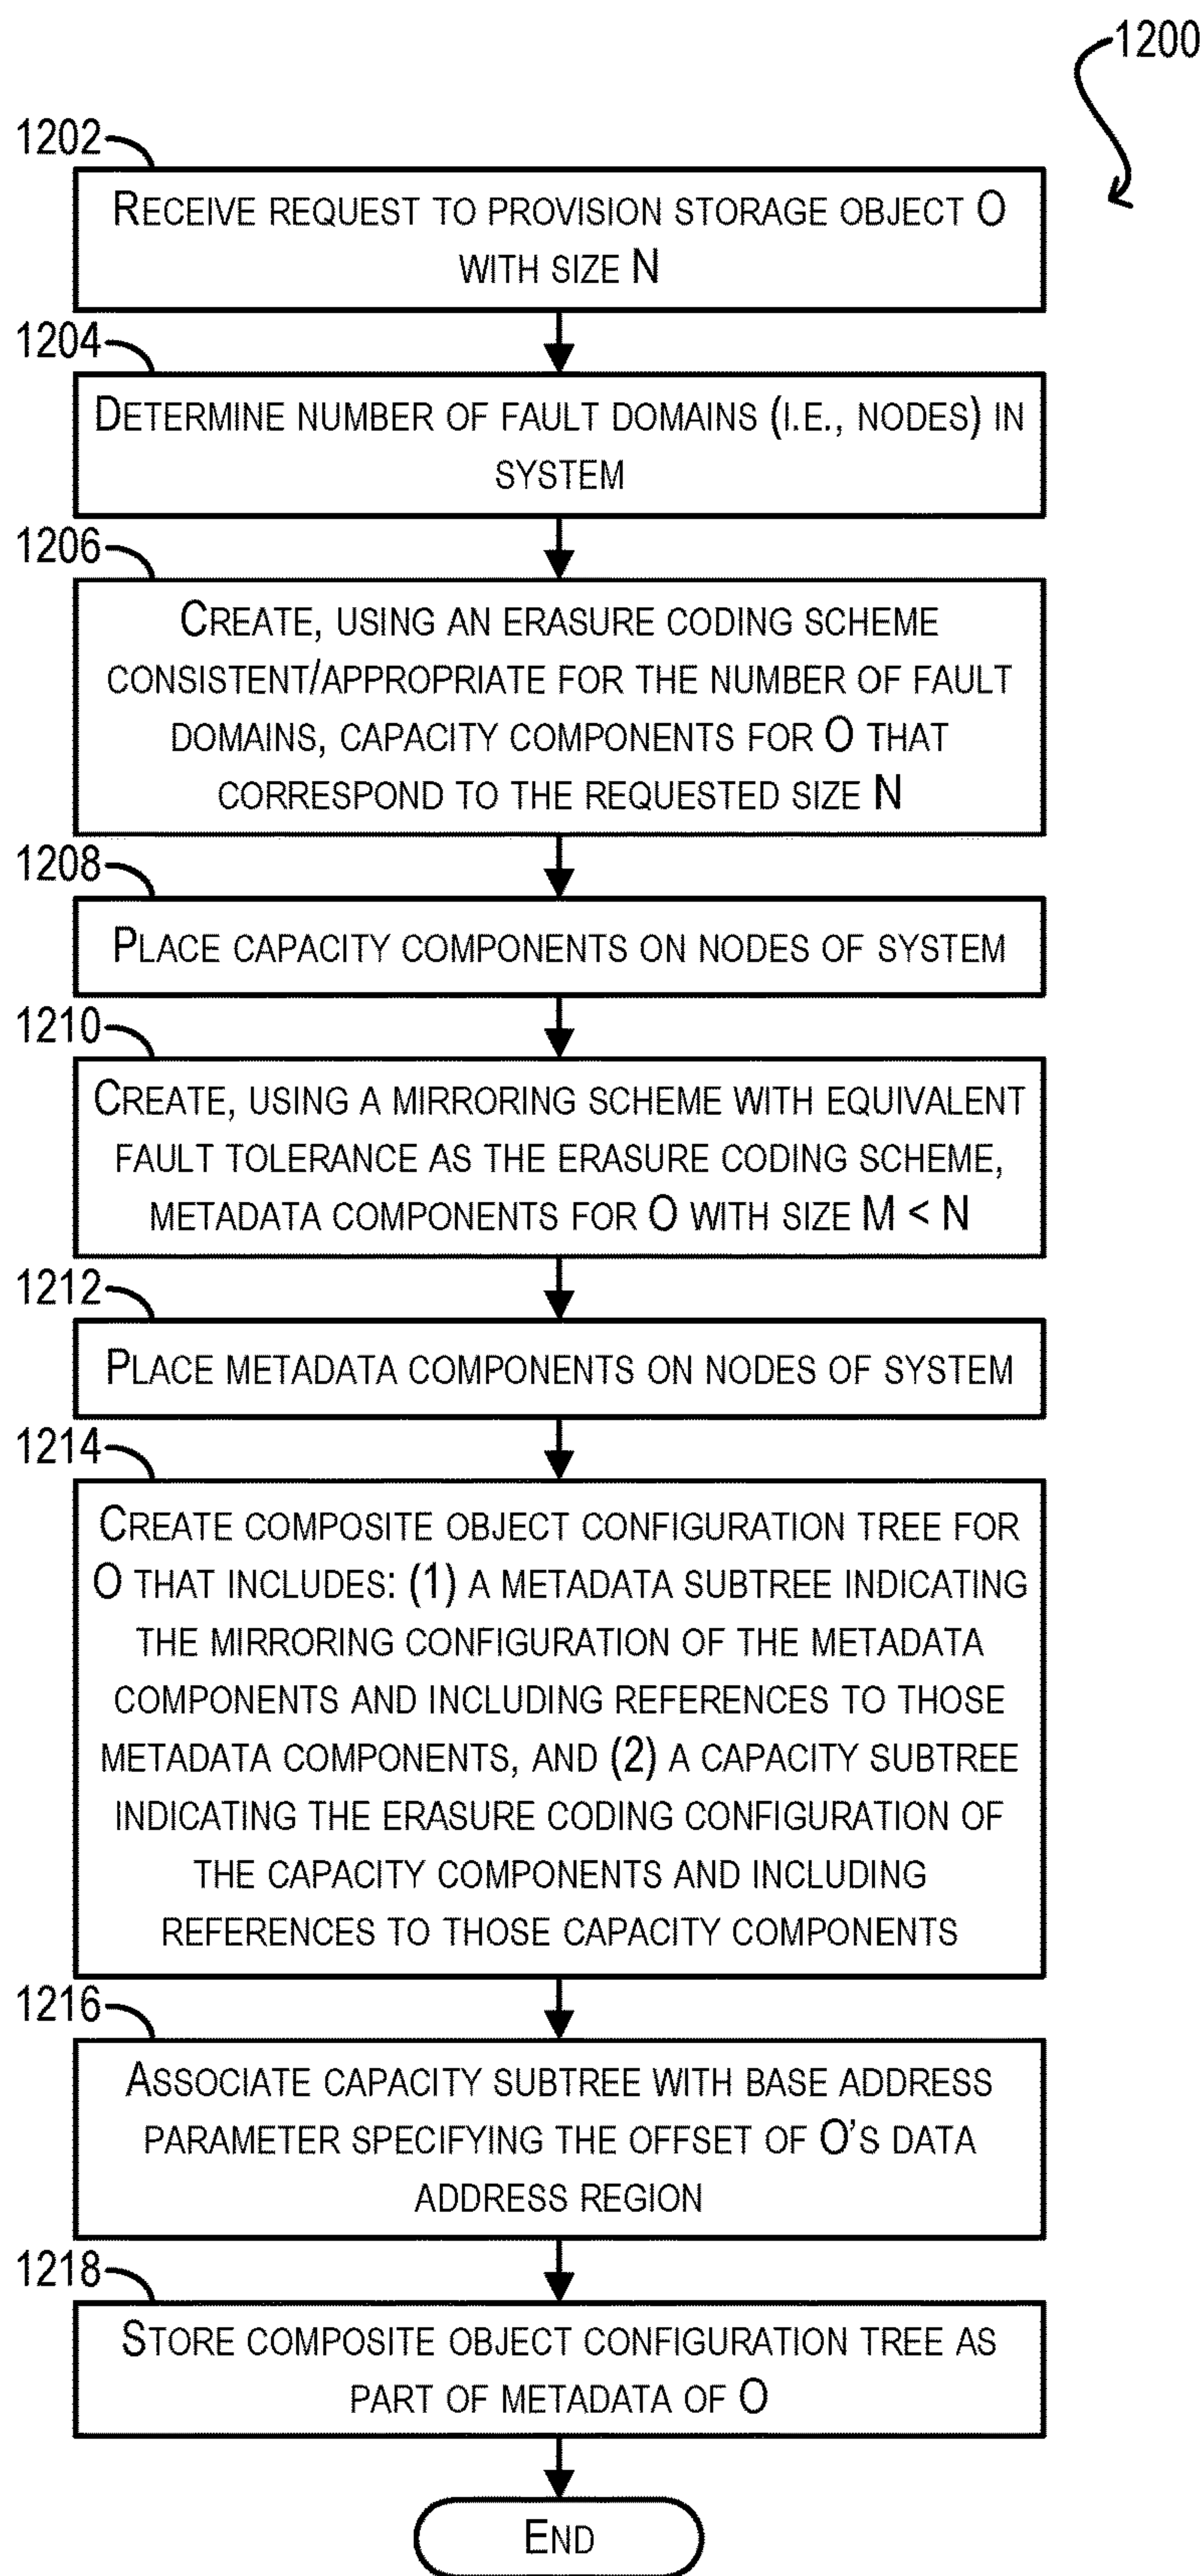 1200
1202
RECEIVE REQUEST TO PROVISION STORAGE OBJECT O
WITH SIZE N
1204
DETERMINE NUMBER OF FAULT DOMAINS (I.E., NODES) IN
SYSTEM
1206
CREATE, USING AN ERASURE CODING SCHEME
CONSISTENT/APPROPRIATE FOR THE NUMBER OF FAULT
DOMAINS, CAPACITY COMPONENTS FOR O THAT
CORRESPOND TO THE REQUESTED SIZE N
1208
PLACE CAPACITY COMPONENTS ON NODES OF SYSTEM
1210
CREATE, USING A MIRRORING SCHEME WITH EQUIVALENT
FAULT TOLERANCE AS THE ERASURE CODING SCHEME,
METADATA COMPONENTS FOR O WITH SIZE M < N
1212
PLACE METADATA COMPONENTS ON NODES OF SYSTEM
1214
CREATE COMPOSITE OBJECT CONFIGURATION TREE FOR
O THAT INCLUDES: (1) A METADATA SUBTREE INDICATING
THE MIRRORING CONFIGURATION OF THE METADATA
COMPONENTS AND INCLUDING REFERENCES TO THOSE
METADATA COMPONENTS, AND (2) A CAPACITY SUBTREE
INDICATING THE ERASURE CODING CONFIGURATION OF
THE CAPACITY COMPONENTS AND INCLUDING
REFERENCES TO THOSE CAPACITY COMPONENTS
1216
ASSOCIATE CAPACITY SUBTREE WITH BASE ADDRESS
PARAMETER SPECIFYING THE OFFSET OF O'S DATA
ADDRESS REGION
1218
STORE COMPOSITE OBJECT CONFIGURATION TREE AS
PART OF METADATA OF O
END